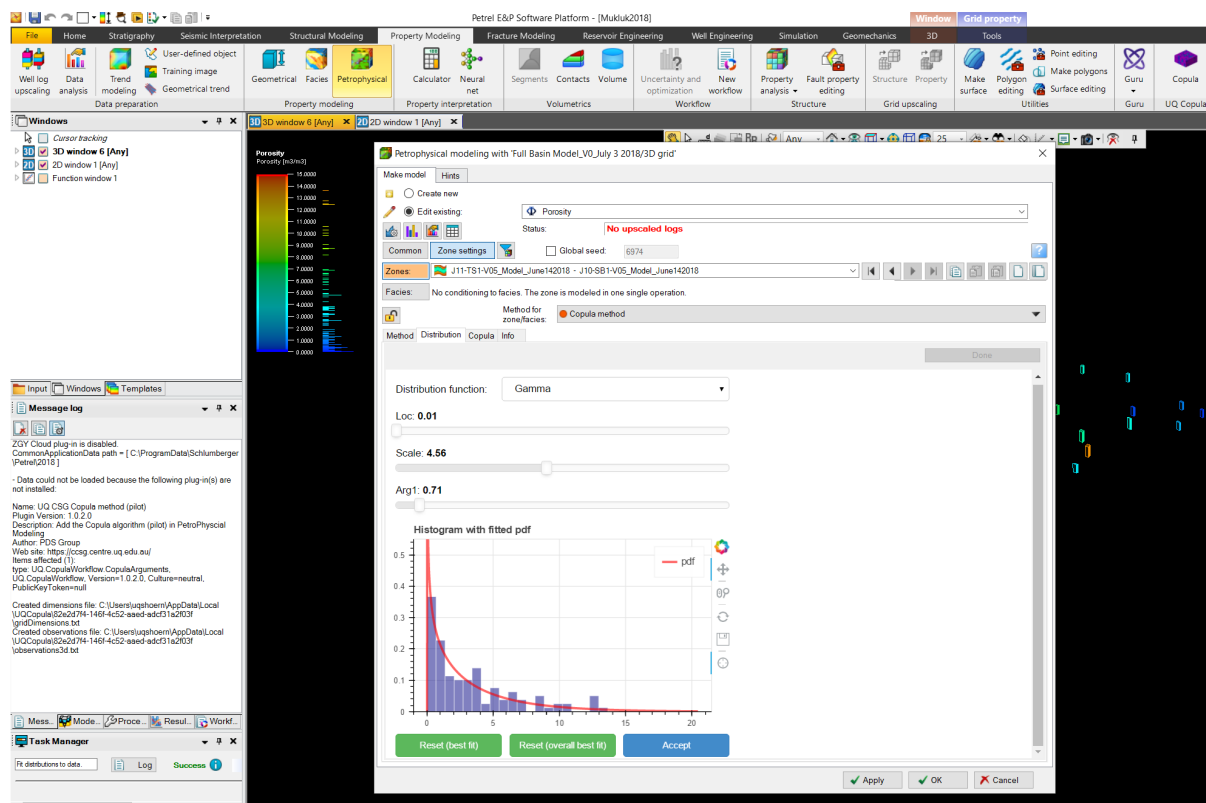 Petrel E&P Software Platform - [Mukluk2018]
Window
Grid property
File
Home
Stratigraphy
Seismic Interpretation
Structural Modeling
Property Modeling
Fracture Modeling
Reservoir Engineering
Well Engineering
Simulation
Geomechanics
3D
Tools
Well log upscaling
Data analysis
Trend modeling
User-defined object
Training image
Geometrical trend
Geometrical
Facies
Petrophysical
Calculator
Neural net
Segments
Contacts
Volume
Uncertainty and optimization
New workflow
Property analysis
Fault property editing
Structure
Property
Make surface
Polygon editing
Point editing
Make polygons
Surface editing
Guru
Copula
Data preparation
Property modeling
Property interpretation
Volumetrics
Workflow
Structure
Grid upscaling
Utilities
Guru
UQ Copula
Windows
Cursor tracking
3D 3D window 6 [Any]
2D 2D window 1 [Any]
Function window 1
Input
Windows
Templates
Message log
ZGY Cloud plug-in is disabled.
CommonApplicationData path = [ C:\ProgramData\Schlumberger
\Petrel\2018 ]
- Data could not be loaded because the following plug-in(s) are
not installed:
Name: UQ CSG Copula method (pilot)
Plugin Version: 1.0.2.0
Description: Add the Copula algorithm (pilot) in PetroPhyscial
Modeling
Author: PDS Group
Web site: https://ccsg.centre.uq.edu.au/
Items affected (1):
type: UQ.CopulaWorkflow.CopulaArguments,
UQ.CopulaWorkflow, Version=1.0.2.0, Culture=neutral,
PublicKeyToken=null
Created dimensions file: C:\Users\uqshoern\AppData\Local
\UQCopula\82e2d7f4-146f-4c52-aaed-adcf31a2f03f
\gridDimensions.txt
Created observations file: C:\Users\uqshoern\AppData\Local
\UQCopula\82e2d7f4-146f-4c52-aaed-adcf31a2f03f
\observations3d.txt
Mess...
Mode...
Proce...
Resul...
Workf...
Task Manager
Fit distributions to data.
Log
Success
3D 3D window 6 [Any]
2D 2D window 1 [Any]
Any
25
Porosity
Porosity [m3/m3]
15.0000
14.0000
13.0000
12.0000
11.0000
10.0000
9.0000
8.0000
7.0000
6.0000
5.0000
4.0000
3.0000
2.0000
1.0000
0.0000
Petrophysical modeling with 'Full Basin Model_V0_July 3 2018/3D grid'
Make model
Hints
Create new
Edit existing:
Porosity
Status:
No upscaled logs
Common
Zone settings
Global seed:
6974
Zones:
J11-TS1-V05_Model_June142018 - J10-SB1-V05_Model_June142018
Facies:
No conditioning to facies. The zone is modeled in one single operation.
Method for zone/facies:
Copula method
Method
Distribution
Copula
Info
Done
Distribution function:
Gamma
Loc: 0.01
Scale: 4.56
Arg1: 0.71
Histogram with fitted pdf
pdf
0.5
0.4
0.3
0.2
0.1
0
0
5
10
15
20
Reset (best fit)
Reset (overall best fit)
Accept
Apply
OK
Cancel